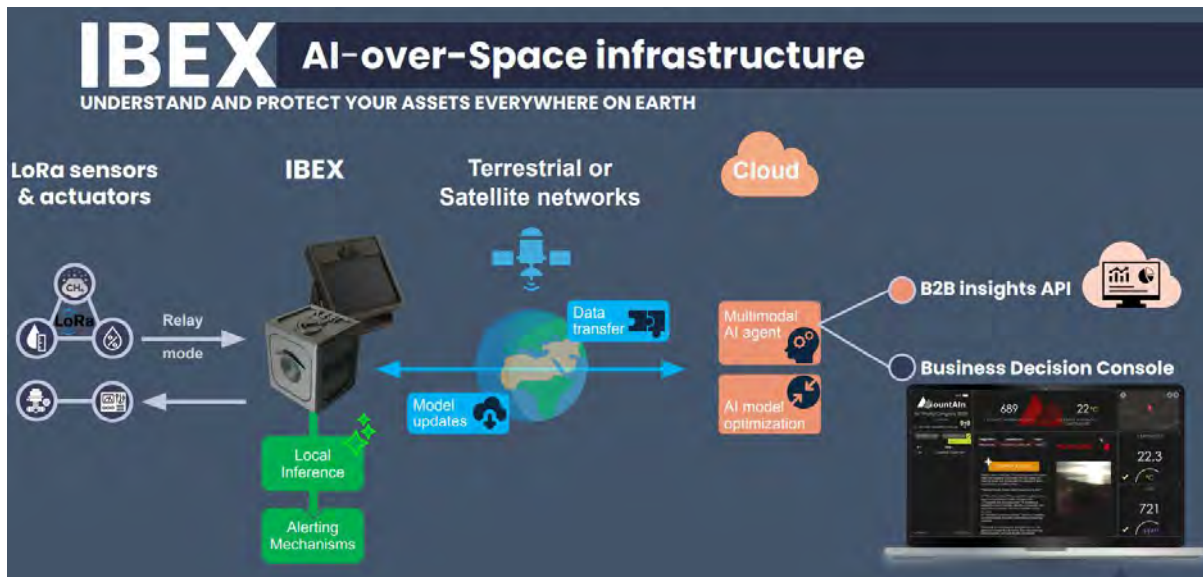 IBEX AI-over-Space infrastructure
UNDERSTAND AND PROTECT YOUR ASSETS EVERYWHERE ON EARTH
LoRa sensors
& actuators
IBEX
Terrestrial or
Satellite networks
Cloud
CH₄
LoRa
Relay
mode
Data
transfer
Model
updates
Local
Inference
Alerting
Mechanisms
Multimodal
AI agent
AI model
optimization
B2B insights API
Business Decision Console
MountAIn
689
22 °C
22.3
°C
721